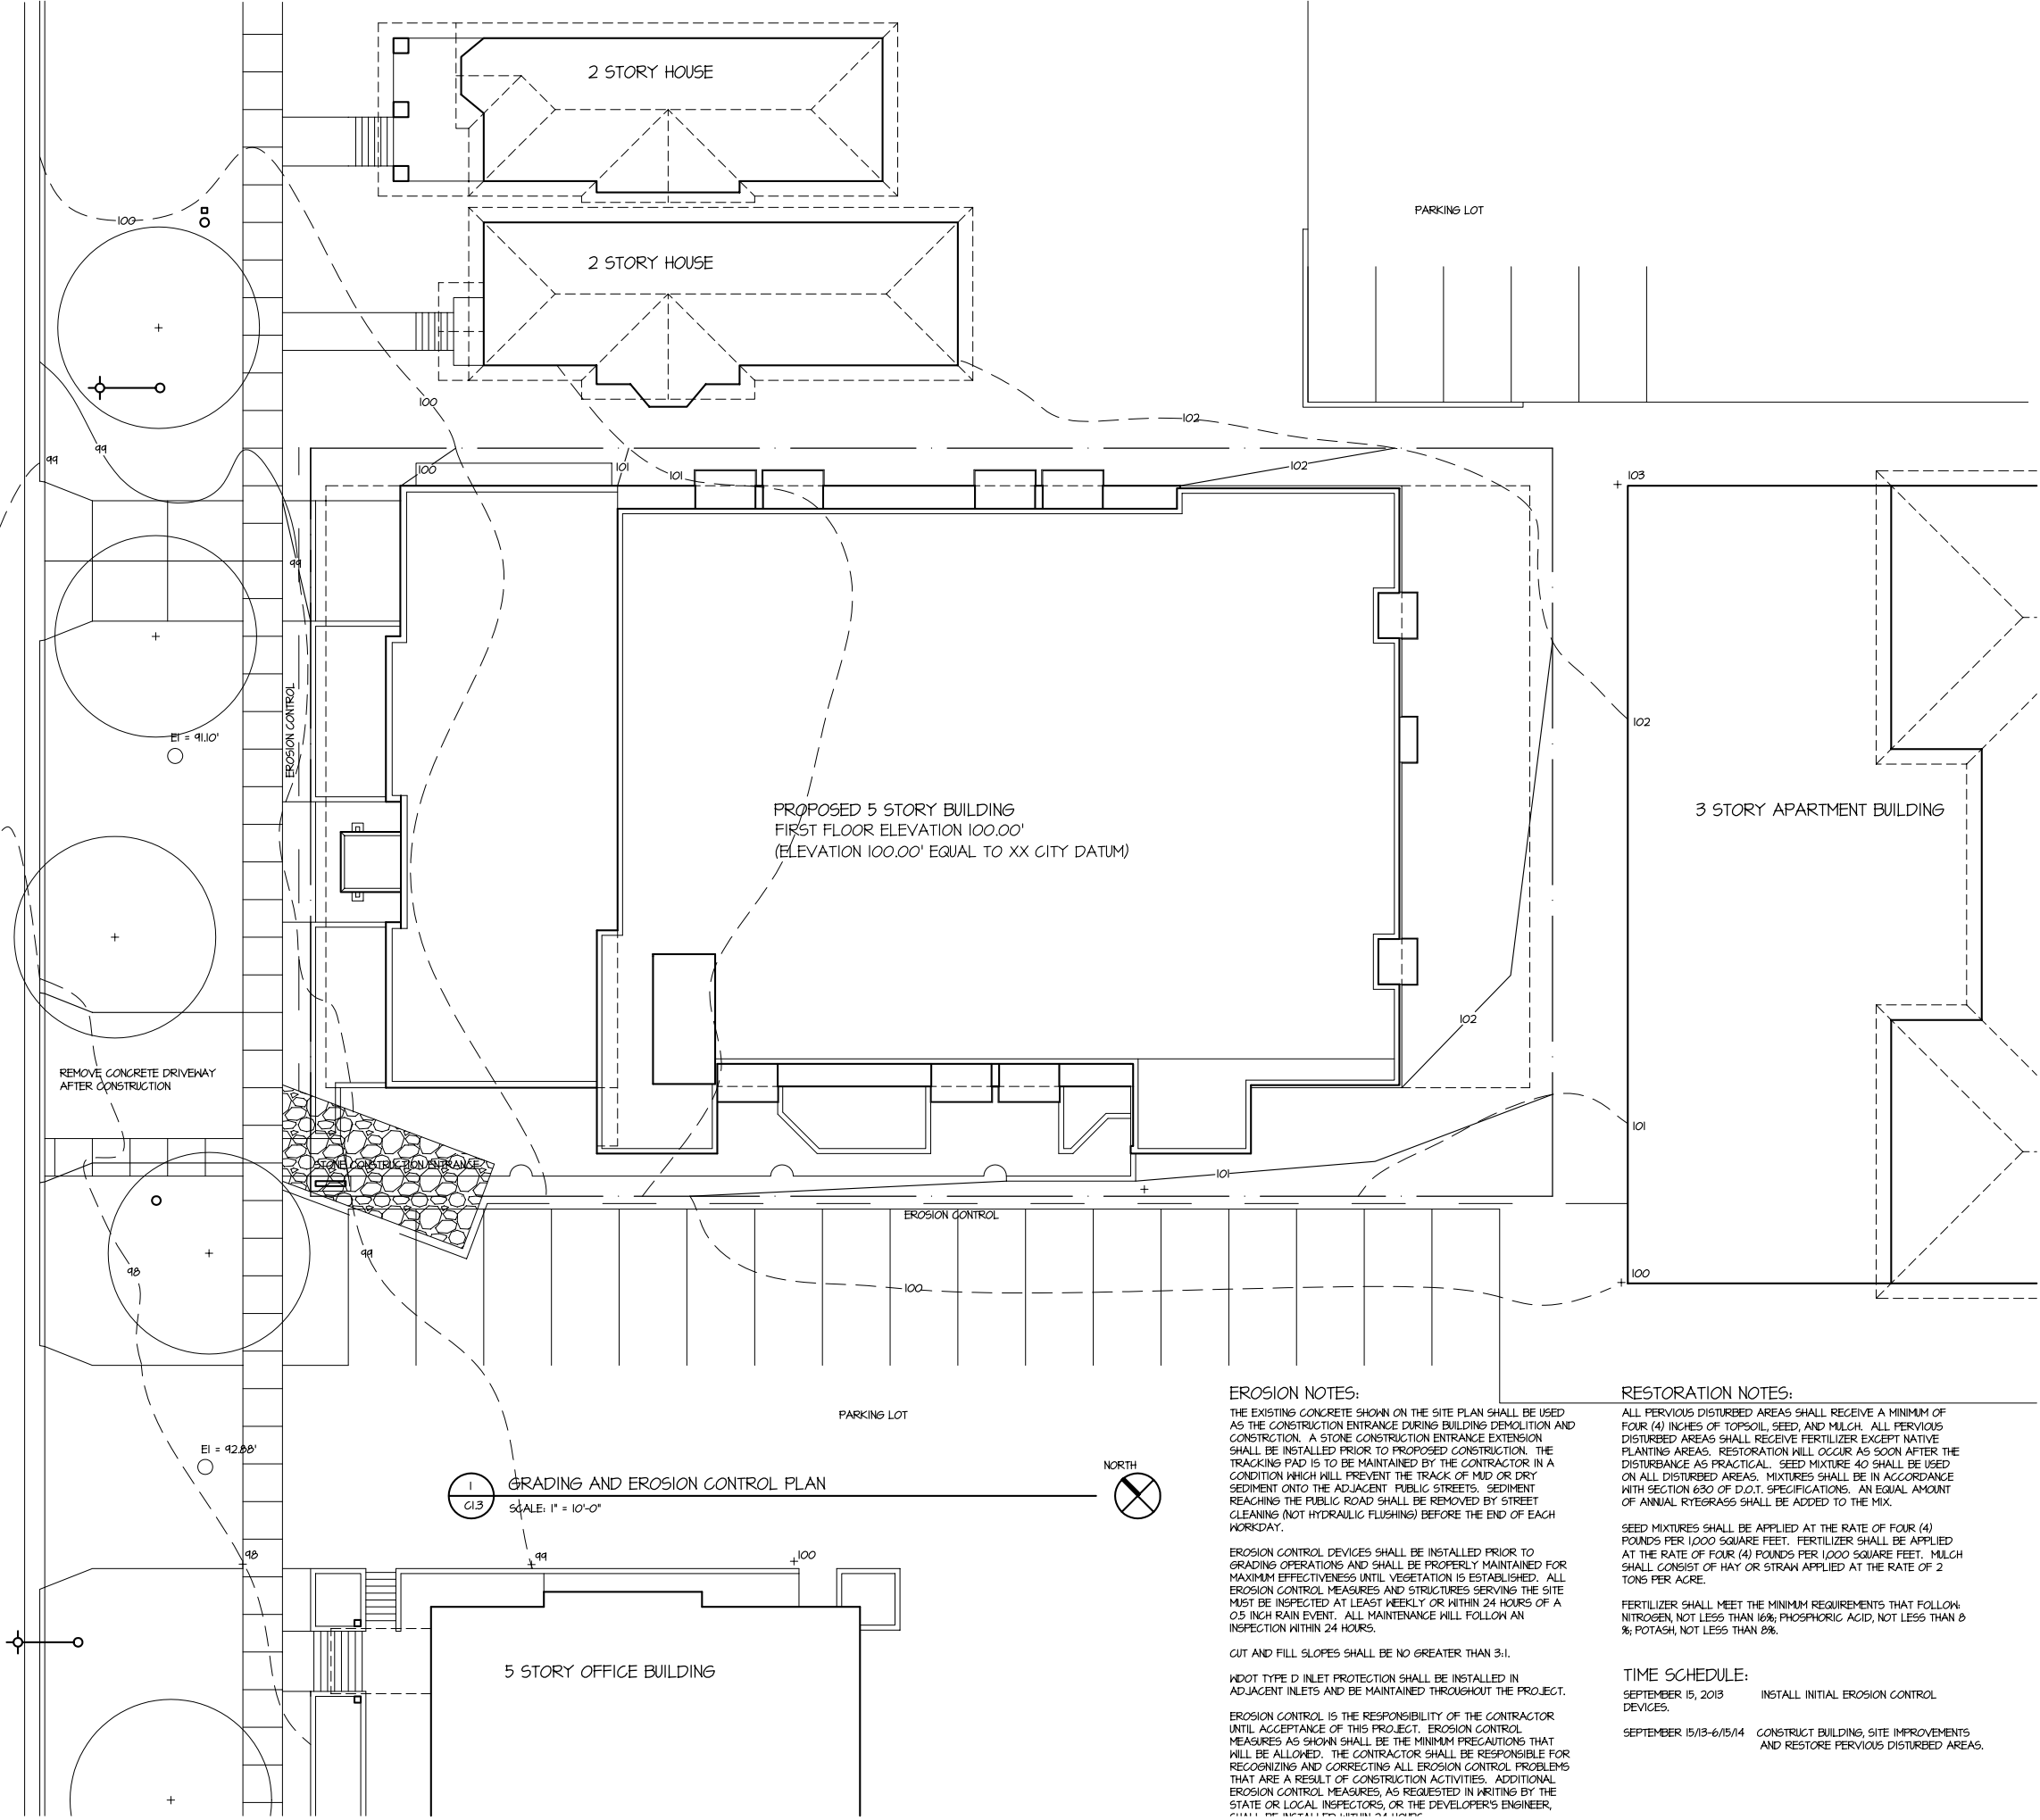 2 STORY HOUSE
PARKING LOT
100
2 STORY HOUSE
100
102
99
99
100
101
101
102
103
99
EROSION CONTROL
102
E1 = 91.10'
PROPOSED 5 STORY BUILDING
FIRST FLOOR ELEVATION 100.00'
(ELEVATION 100.00' EQUAL TO XX CITY DATUM)
3 STORY APARTMENT BUILDING
102
REMOVE CONCRETE DRIVEWAY
AFTER CONSTRUCTION
101
STONE CONSTRUCTION ENTRANCE
101
EROSION CONTROL
99
98
100
100
PARKING LOT
E1 = 92.88'
1
C1.3
GRADING AND EROSION CONTROL PLAN
SCALE: 1" = 10'-0"
NORTH
98
99
100
5 STORY OFFICE BUILDING
EROSION NOTES:
THE EXISTING CONCRETE SHOWN ON THE SITE PLAN SHALL BE USED
AS THE CONSTRUCTION ENTRANCE DURING BUILDING DEMOLITION AND
CONSTRCTION. A STONE CONSTRUCTION ENTRANCE EXTENSION
SHALL BE INSTALLED PRIOR TO PROPOSED CONSTRUCTION. THE
TRACKING PAD IS TO BE MAINTAINED BY THE CONTRACTOR IN A
CONDITION WHICH WILL PREVENT THE TRACK OF MUD OR DRY
SEDIMENT ONTO THE ADJACENT PUBLIC STREETS. SEDIMENT
REACHING THE PUBLIC ROAD SHALL BE REMOVED BY STREET
CLEANING (NOT HYDRAULIC FLUSHING) BEFORE THE END OF EACH
WORKDAY.
EROSION CONTROL DEVICES SHALL BE INSTALLED PRIOR TO
GRADING OPERATIONS AND SHALL BE PROPERLY MAINTAINED FOR
MAXIMUM EFFECTIVENESS UNTIL VEGETATION IS ESTABLISHED. ALL
EROSION CONTROL MEASURES AND STRUCTURES SERVING THE SITE
MUST BE INSPECTED AT LEAST WEEKLY OR WITHIN 24 HOURS OF A
0.5 INCH RAIN EVENT. ALL MAINTENANCE WILL FOLLOW AN
INSPECTION WITHIN 24 HOURS.
CUT AND FILL SLOPES SHALL BE NO GREATER THAN 3:1.
WDOT TYPE D INLET PROTECTION SHALL BE INSTALLED IN
ADJACENT INLETS AND BE MAINTAINED THROUGHOUT THE PROJECT.
EROSION CONTROL IS THE RESPONSIBILITY OF THE CONTRACTOR
UNTIL ACCEPTANCE OF THIS PROJECT. EROSION CONTROL
MEASURES AS SHOWN SHALL BE THE MINIMUM PRECAUTIONS THAT
WILL BE ALLOWED. THE CONTRACTOR SHALL BE RESPONSIBLE FOR
RECOGNIZING AND CORRECTING ALL EROSION CONTROL PROBLEMS
THAT ARE A RESULT OF CONSTRUCTION ACTIVITIES. ADDITIONAL
EROSION CONTROL MEASURES, AS REQUESTED IN WRITING BY THE
STATE OR LOCAL INSPECTORS, OR THE DEVELOPER'S ENGINEER,
SHALL BE INSTALLED WITHIN 24 HOURS.
RESTORATION NOTES:
ALL PERVIOUS DISTURBED AREAS SHALL RECEIVE A MINIMUM OF
FOUR (4) INCHES OF TOPSOIL, SEED, AND MULCH. ALL PERVIOUS
DISTURBED AREAS SHALL RECEIVE FERTILIZER EXCEPT NATIVE
PLANTING AREAS. RESTORATION WILL OCCUR AS SOON AFTER THE
DISTURBANCE AS PRACTICAL. SEED MIXTURE 40 SHALL BE USED
ON ALL DISTURBED AREAS. MIXTURES SHALL BE IN ACCORDANCE
WITH SECTION 630 OF D.O.T. SPECIFICATIONS. AN EQUAL AMOUNT
OF ANNUAL RYEGRASS SHALL BE ADDED TO THE MIX.
SEED MIXTURES SHALL BE APPLIED AT THE RATE OF FOUR (4)
POUNDS PER 1,000 SQUARE FEET. FERTILIZER SHALL BE APPLIED
AT THE RATE OF FOUR (4) POUNDS PER 1,000 SQUARE FEET. MULCH
SHALL CONSIST OF HAY OR STRAW APPLIED AT THE RATE OF 2
TONS PER ACRE.
FERTILIZER SHALL MEET THE MINIMUM REQUIREMENTS THAT FOLLOW:
NITROGEN, NOT LESS THAN 16%; PHOSPHORIC ACID, NOT LESS THAN 8
%; POTASH, NOT LESS THAN 8%.
TIME SCHEDULE:
SEPTEMBER 15, 2013 INSTALL INITIAL EROSION CONTROL
DEVICES.
SEPTEMBER 15/13-6/15/14 CONSTRUCT BUILDING, SITE IMPROVEMENTS
AND RESTORE PERVIOUS DISTURBED AREAS.